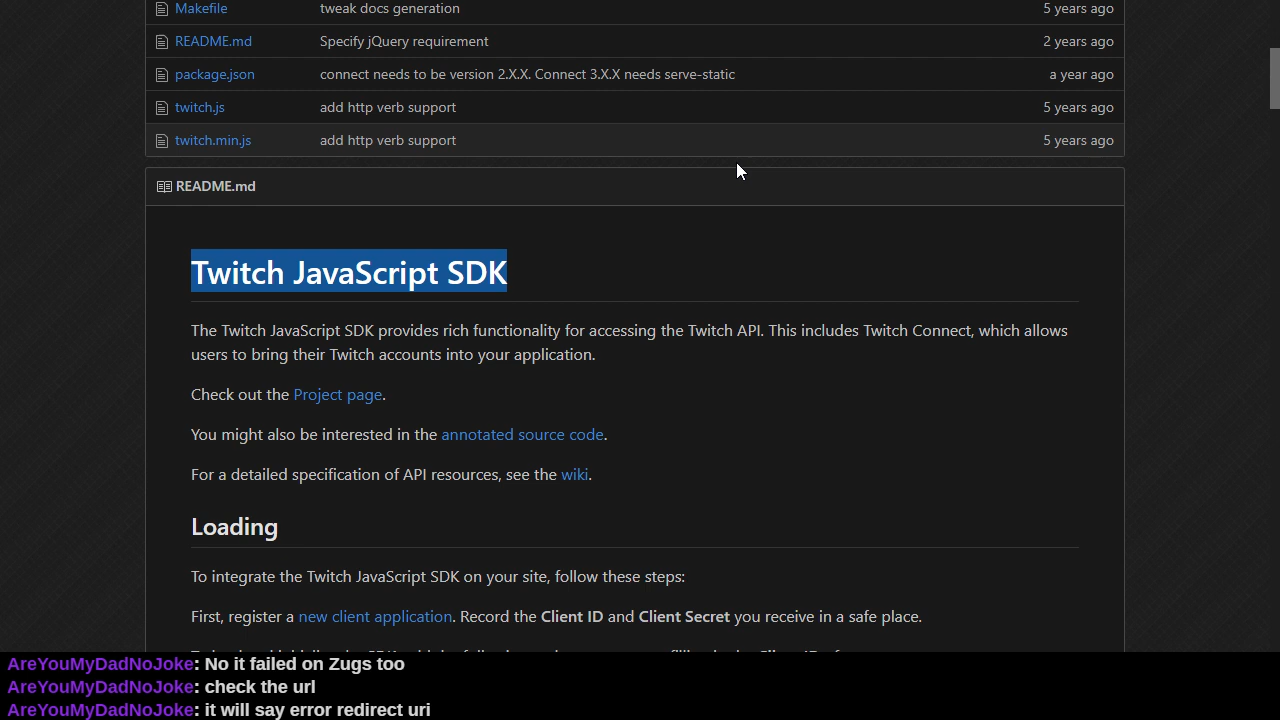 Makefile tweak docs generation 5 years ago
README.md Specify jQuery requirement 2 years ago
package.json connect needs to be version 2.X.X. Connect 3.X.X needs serve-static a year ago
twitch.js add http verb support 5 years ago
twitch.min.js add http verb support 5 years ago
README.md
Twitch JavaScript SDK
The Twitch JavaScript SDK provides rich functionality for accessing the Twitch API. This includes Twitch Connect, which allows
users to bring their Twitch accounts into your application.
Check out the Project page.
You might also be interested in the annotated source code.
For a detailed specification of API resources, see the wiki.
Loading
To integrate the Twitch JavaScript SDK on your site, follow these steps:
First, register a new client application. Record the Client ID and Client Secret you receive in a safe place.
AreYouMyDadNoJoke: No it failed on Zugs too
AreYouMyDadNoJoke: check the url
AreYouMyDadNoJoke: it will say error redirect uri